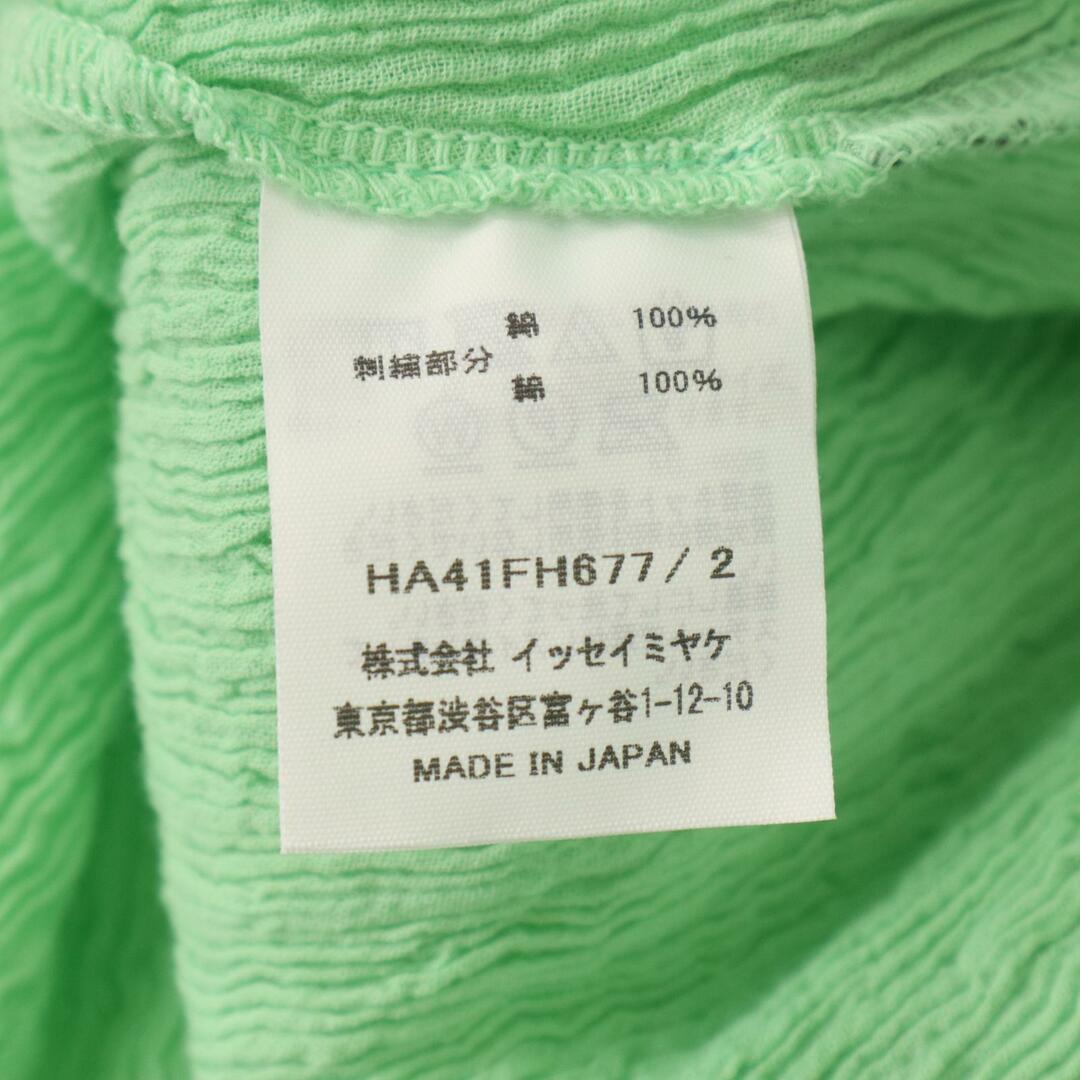 綿 100%
刺繍部分
綿 100%
HA41FH677/ 2
株式会社 イッセイミヤケ
東京都渋谷区富ヶ谷1-12-10
MADE IN JAPAN